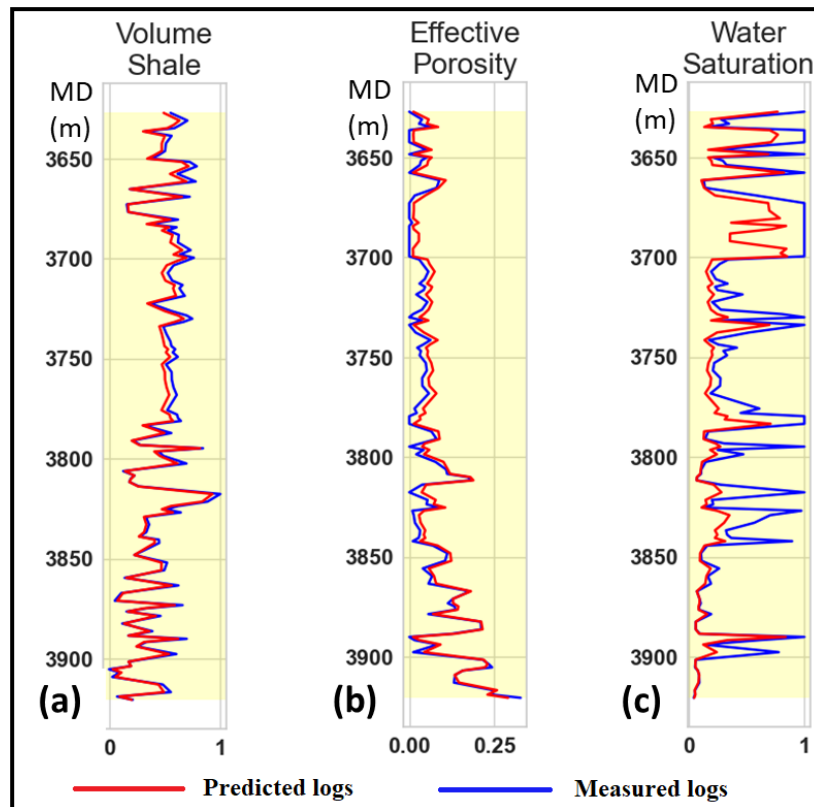 Volume
Shale
MD
(m)
3650
3700
3750
3800
3850
3900
(a)
0 1
Effective
Porosity
MD
(m)
3650
3700
3750
3800
3850
3900
(b)
0.00 0.25
Water
Saturation
MD
(m)
3650
3700
3750
3800
3850
3900
(c)
0 1
Predicted logs Measured logs